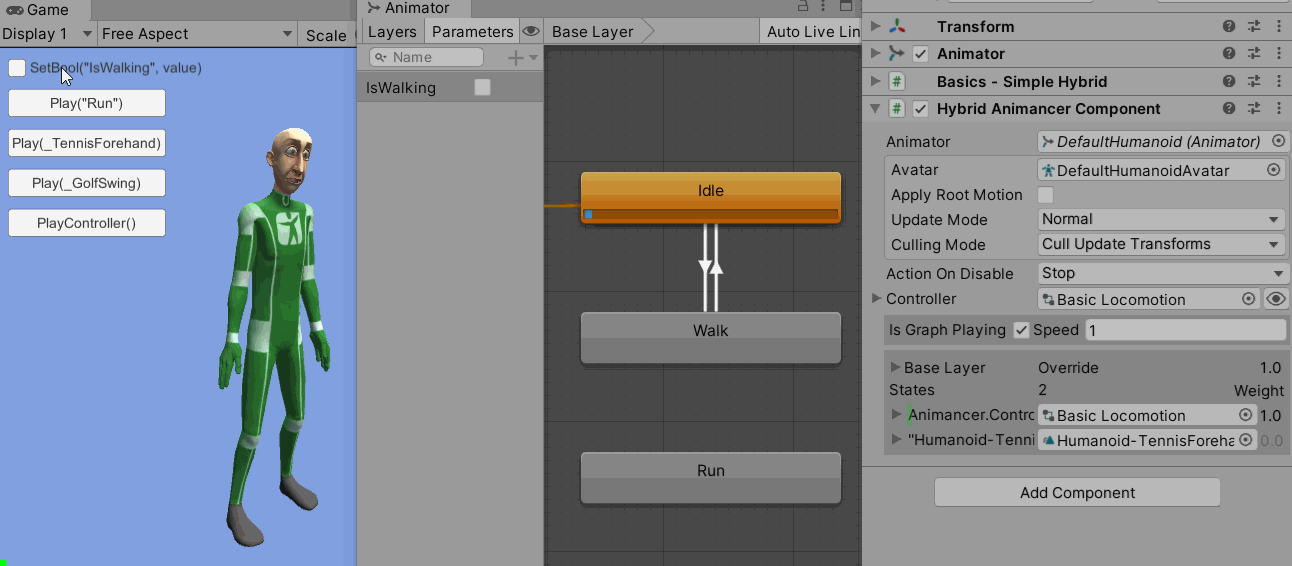 Game
Display 1
Free Aspect
Scale
SetBool("IsWalking", value)
Play("Run")
Play(_TennisForehand)
Play(_GolfSwing)
PlayController()
Animator
Layers
Parameters
Base Layer
Auto Live Lin
Name
IsWalking
Idle
Walk
Run
Transform
Animator
Basics - Simple Hybrid
Hybrid Animancer Component
Animator DefaultHumanoid (Animator)
Avatar DefaultHumanoidAvatar
Apply Root Motion
Update Mode Normal
Culling Mode Cull Update Transforms
Action On Disable Stop
Controller Basic Locomotion
Is Graph Playing Speed 1
Base Layer Override 1.0
States 2 Weight
Animancer.Contro Basic Locomotion 1.0
"Humanoid-Tenni Humanoid-TennisForeha 0.0
Add Component